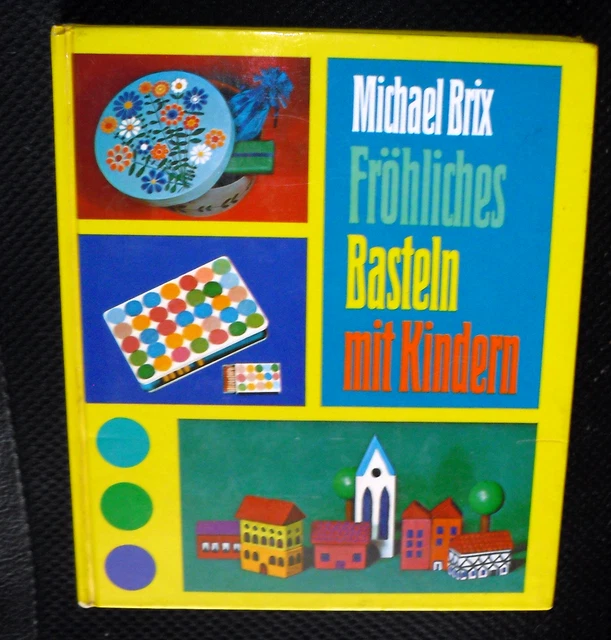 Michael Brix
Fröhliches
Basteln
mit Kindern